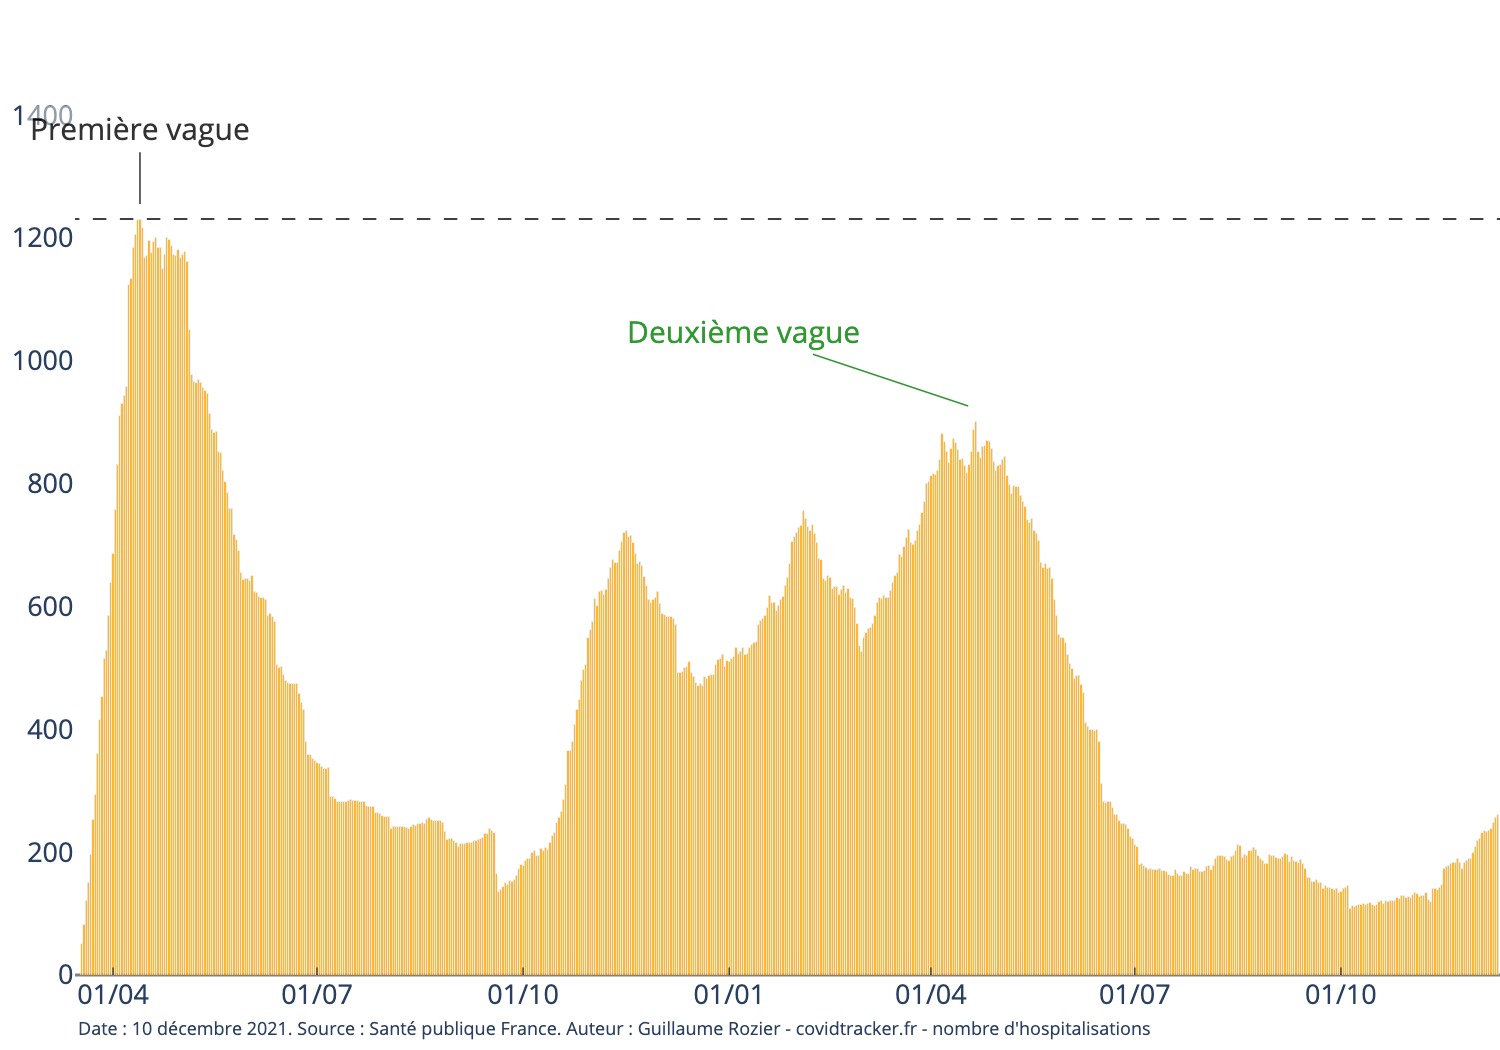 1400
Première vague
1200
Deuxième vague
1000
800
600
400
200
0
01/04 01/07 01/10 01/01 01/04 01/07 01/10
Date : 10 décembre 2021. Source : Santé publique France. Auteur : Guillaume Rozier - covidtracker.fr - nombre d'hospitalisations